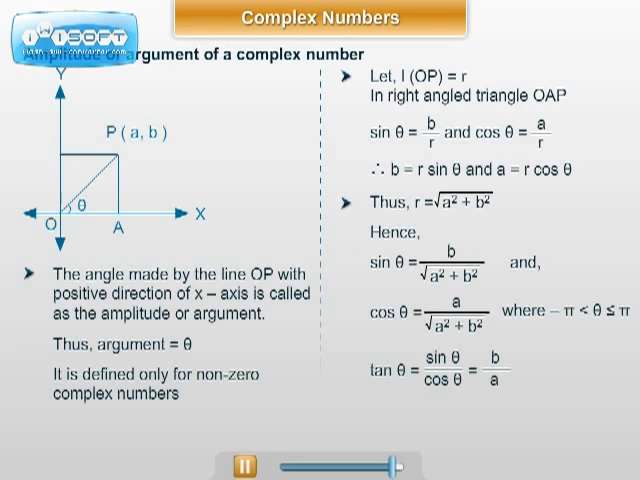 Complex Numbers
iWiSOFT
Amplitude or argument of a complex number
Y
P ( a, b )
θ
X
O
A
➤ The angle made by the line OP with
positive direction of x – axis is called
as the amplitude or argument.
Thus, argument = θ
It is defined only for non-zero
complex numbers
➤ Let, l (OP) = r
In right angled triangle OAP
sin θ = b/r and cos θ = a/r
∴ b = r sin θ and a = r cos θ
➤ Thus, r = √(a² + b²)
Hence,
sin θ = b/√(a² + b²) and,
cos θ = a/√(a² + b²) where – π < θ ≤ π
tan θ = sin θ/cos θ = b/a